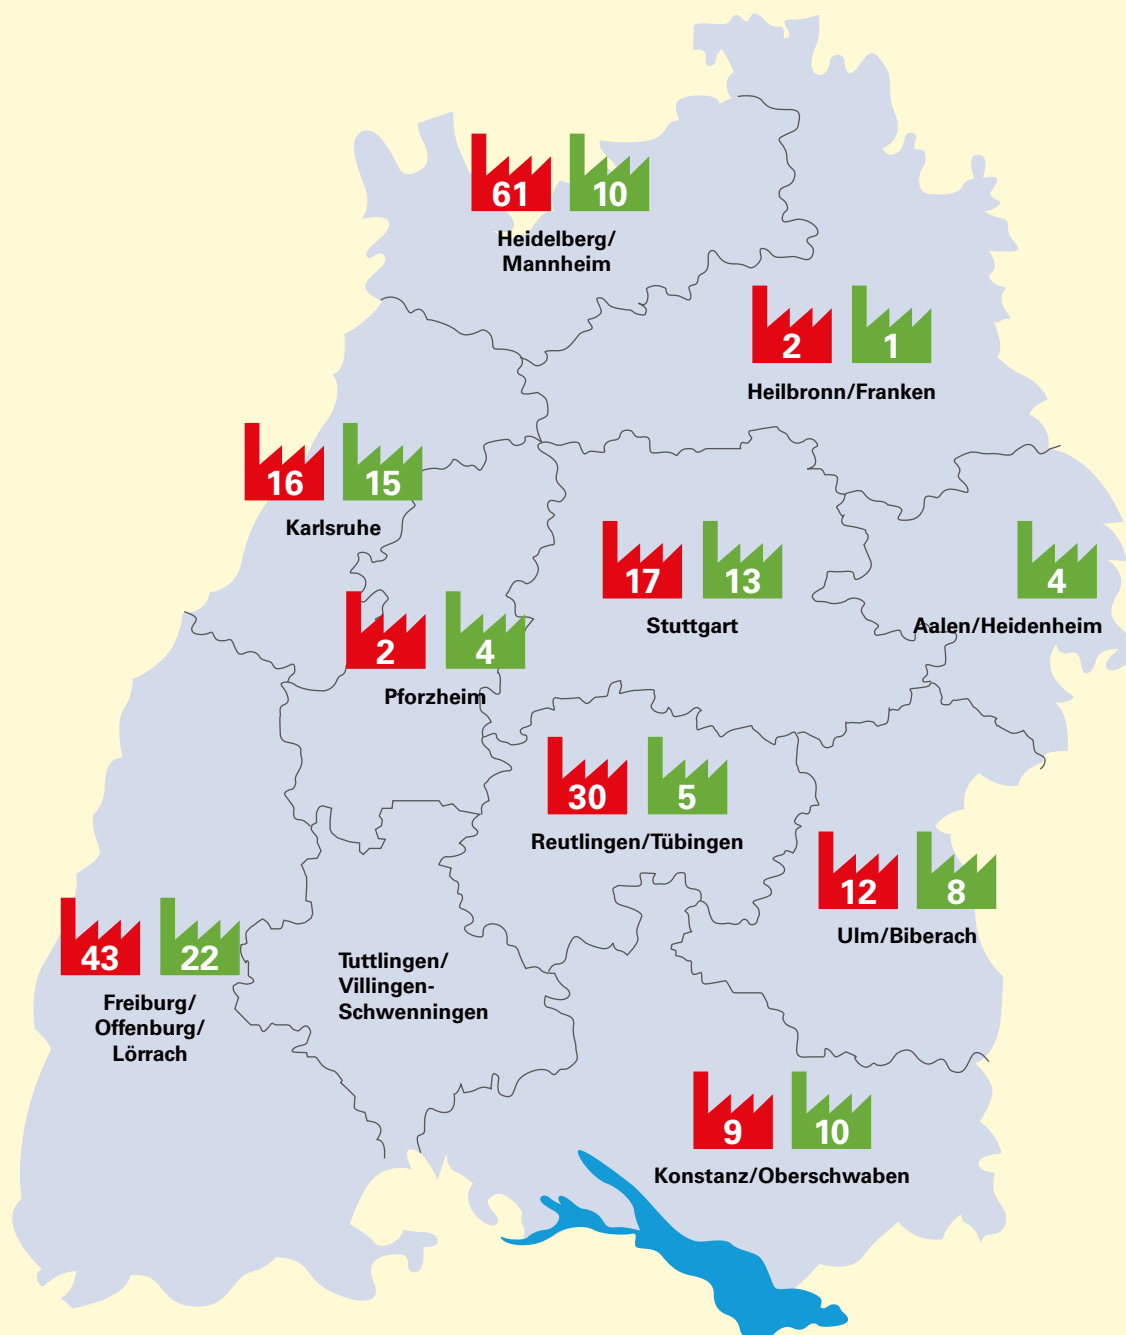 61 10
Heidelberg/
Mannheim
2 1
Heilbronn/Franken
16 15
Karlsruhe
17 13
Stuttgart
4
Aalen/Heidenheim
2 4
Pforzheim
30 5
Reutlingen/Tübingen
12 8
Ulm/Biberach
43 22
Freiburg/
Offenburg/
Lörrach
Tuttlingen/
Villingen-
Schwenningen
9 10
Konstanz/Oberschwaben